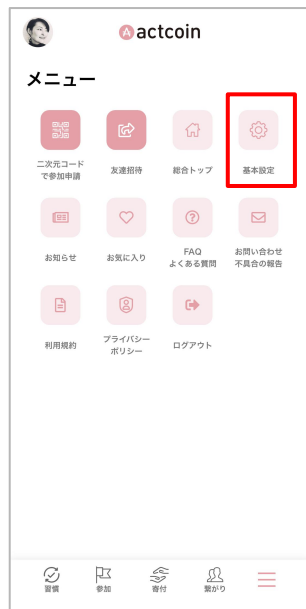 actcoin
メニュー
二次元コード
で参加申請
友達招待
総合トップ
基本設定
お知らせ
お気に入り
FAQ
よくある質問
お問い合わせ
不具合の報告
利用規約
プライバシー
ポリシー
ログアウト
習慣
参加
寄付
繋がり